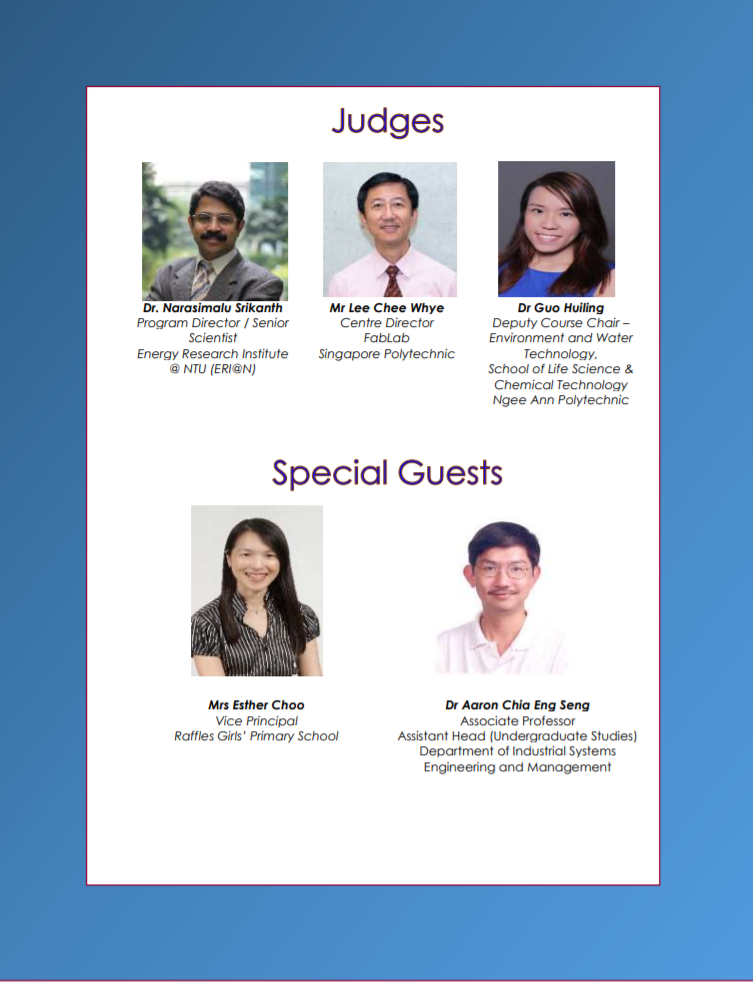 Judges
Dr. Narasimalu Srikanth
Program Director / Senior
Scientist
Energy Research Institute
@ NTU (ERI@N)
Mr Lee Chee Whye
Centre Director
FabLab
Singapore Polytechnic
Dr Guo Huiling
Deputy Course Chair –
Environment and Water
Technology,
School of Life Science &
Chemical Technology
Ngee Ann Polytechnic
Special Guests
Mrs Esther Choo
Vice Principal
Raffles Girls’ Primary School
Dr Aaron Chia Eng Seng
Associate Professor
Assistant Head (Undergraduate Studies)
Department of Industrial Systems
Engineering and Management